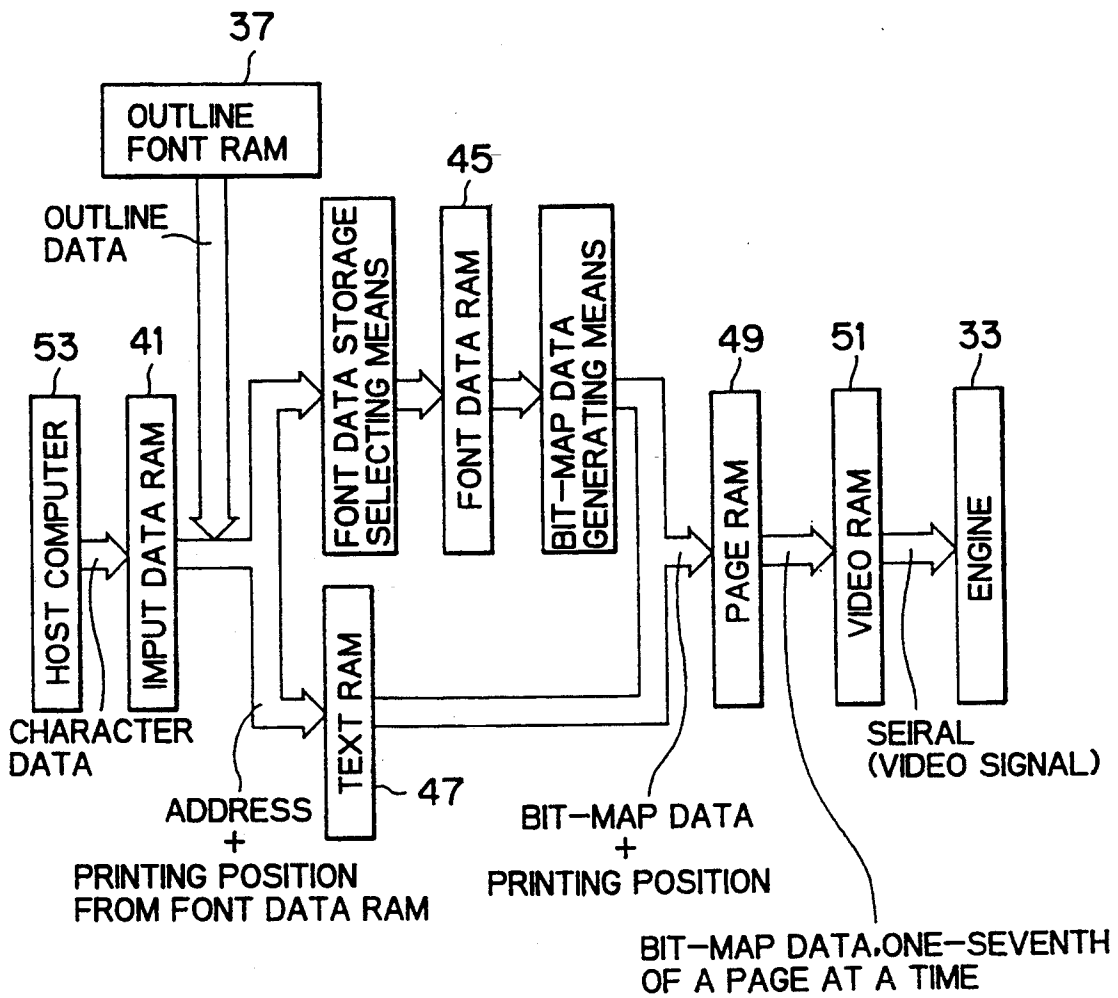 37
OUTLINE
FONT RAM
OUTLINE
DATA
45
FONT DATA STORAGE
SELECTING MEANS
FONT DATA RAM
BIT-MAP DATA
GENERATING MEANS
53
41
49
51
33
HOST COMPUTER
IMPUT DATA RAM
PAGE RAM
VIDEO RAM
ENGINE
TEXT RAM
47
CHARACTER
DATA
ADDRESS
+
PRINTING POSITION
FROM FONT DATA RAM
BIT-MAP DATA
+
PRINTING POSITION
SEIRAL
(VIDEO SIGNAL)
BIT-MAP DATA,ONE-SEVENTH
OF A PAGE AT A TIME